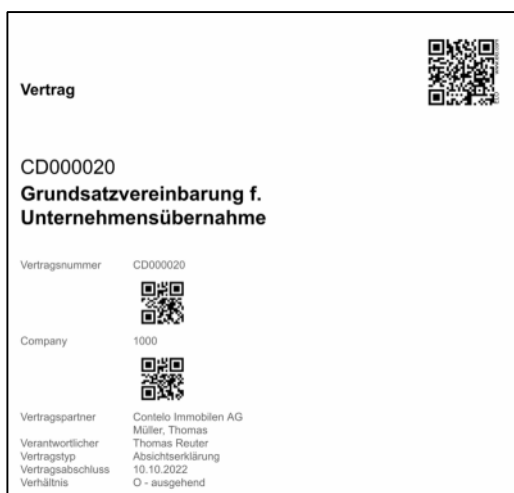 Vertrag
CD000020
Grundsatzvereinbarung f.
Unternehmensübernahme
Vertragsnummer CD000020
Company 1000
Vertragspartner Contelo Immobilen AG
Müller, Thomas
Verantwortlicher Thomas Reuter
Vertragstyp Absichtserklärung
Vertragsabschluss 10.10.2022
Verhältnis O - ausgehend